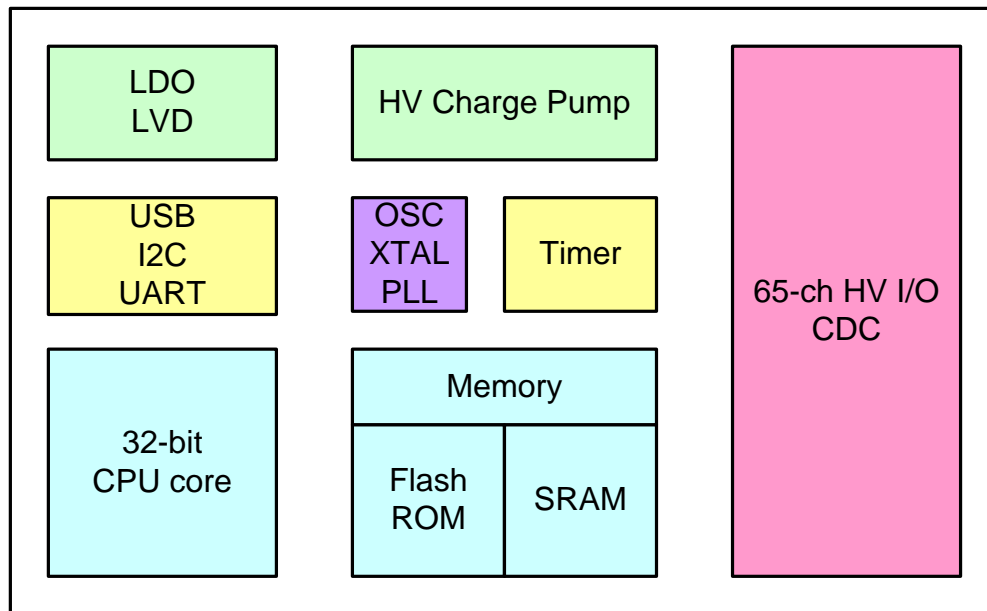 LDO
LVD
HV Charge Pump
USB
I2C
UART
OSC
XTAL
PLL
Timer
65-ch HV I/O
CDC
32-bit
CPU core
Memory
Flash
ROM
SRAM